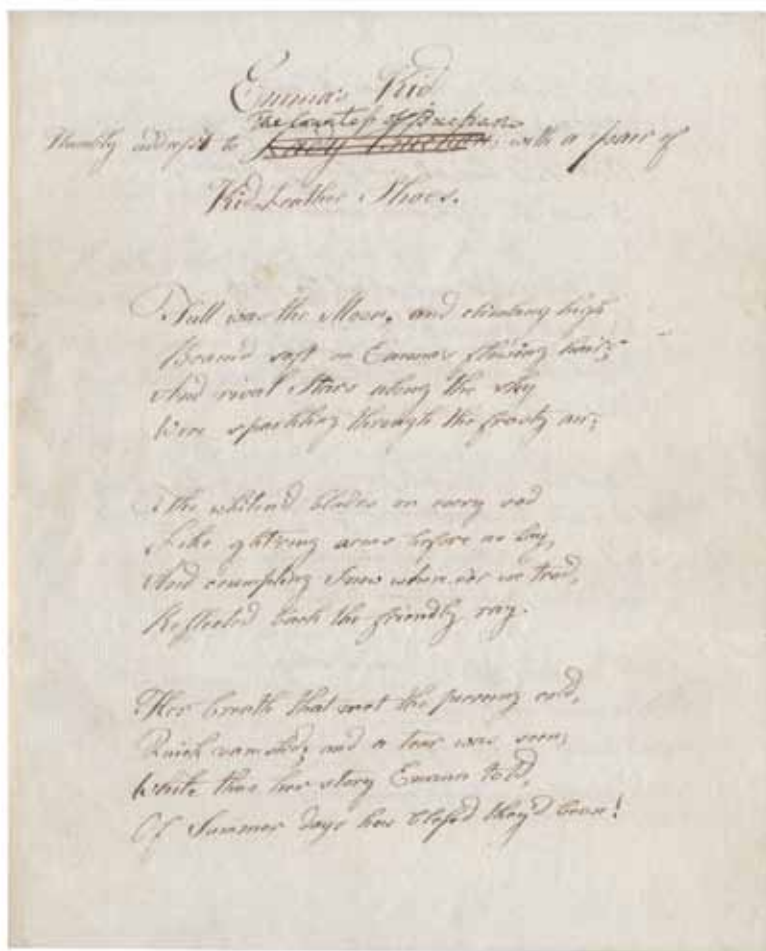 Emma's Kid
The Countess of Buchan
Humbly addrest to Lady Buchan, with a pair of
Kid-Leather Shoes.
Full was the Moon, and climbing high
Beam'd soft on Emma's flowing hair;
And rival Stars along the sky
Were sparkling through the frosty air;
The whiten'd blades on every sod
Like glitt'ring arms before us lay,
And crumpling Snow where'er we trod,
Reflected back the friendly ray.
Her breath that met the piercing cold,
Quick vanish'd; and a tear was seen;
While thus her story Emma told,
Of Summer days how blest they'd been!